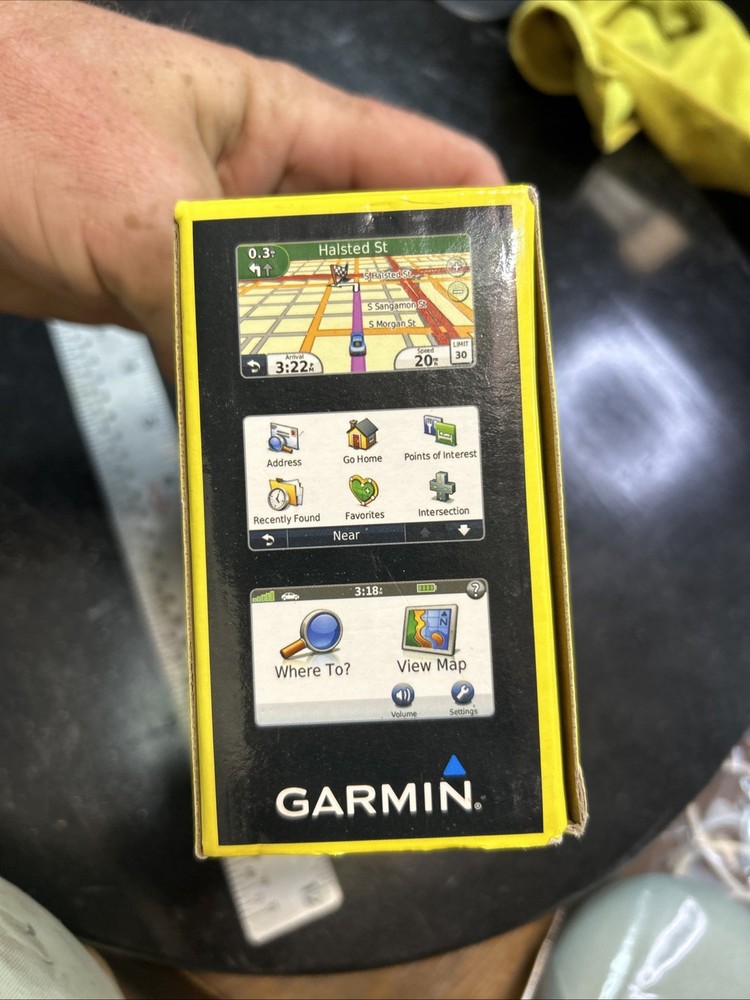 0.3
Halsted St
S Halsted St
S Sangamon St
S Morgan St
Arrival
3:22
Speed
20
LIMIT
30
Address
Go Home
Points of Interest
Recently Found
Favorites
Intersection
Near
3:18
?
N
Where To?
View Map
Volume
Settings
GARMIN®